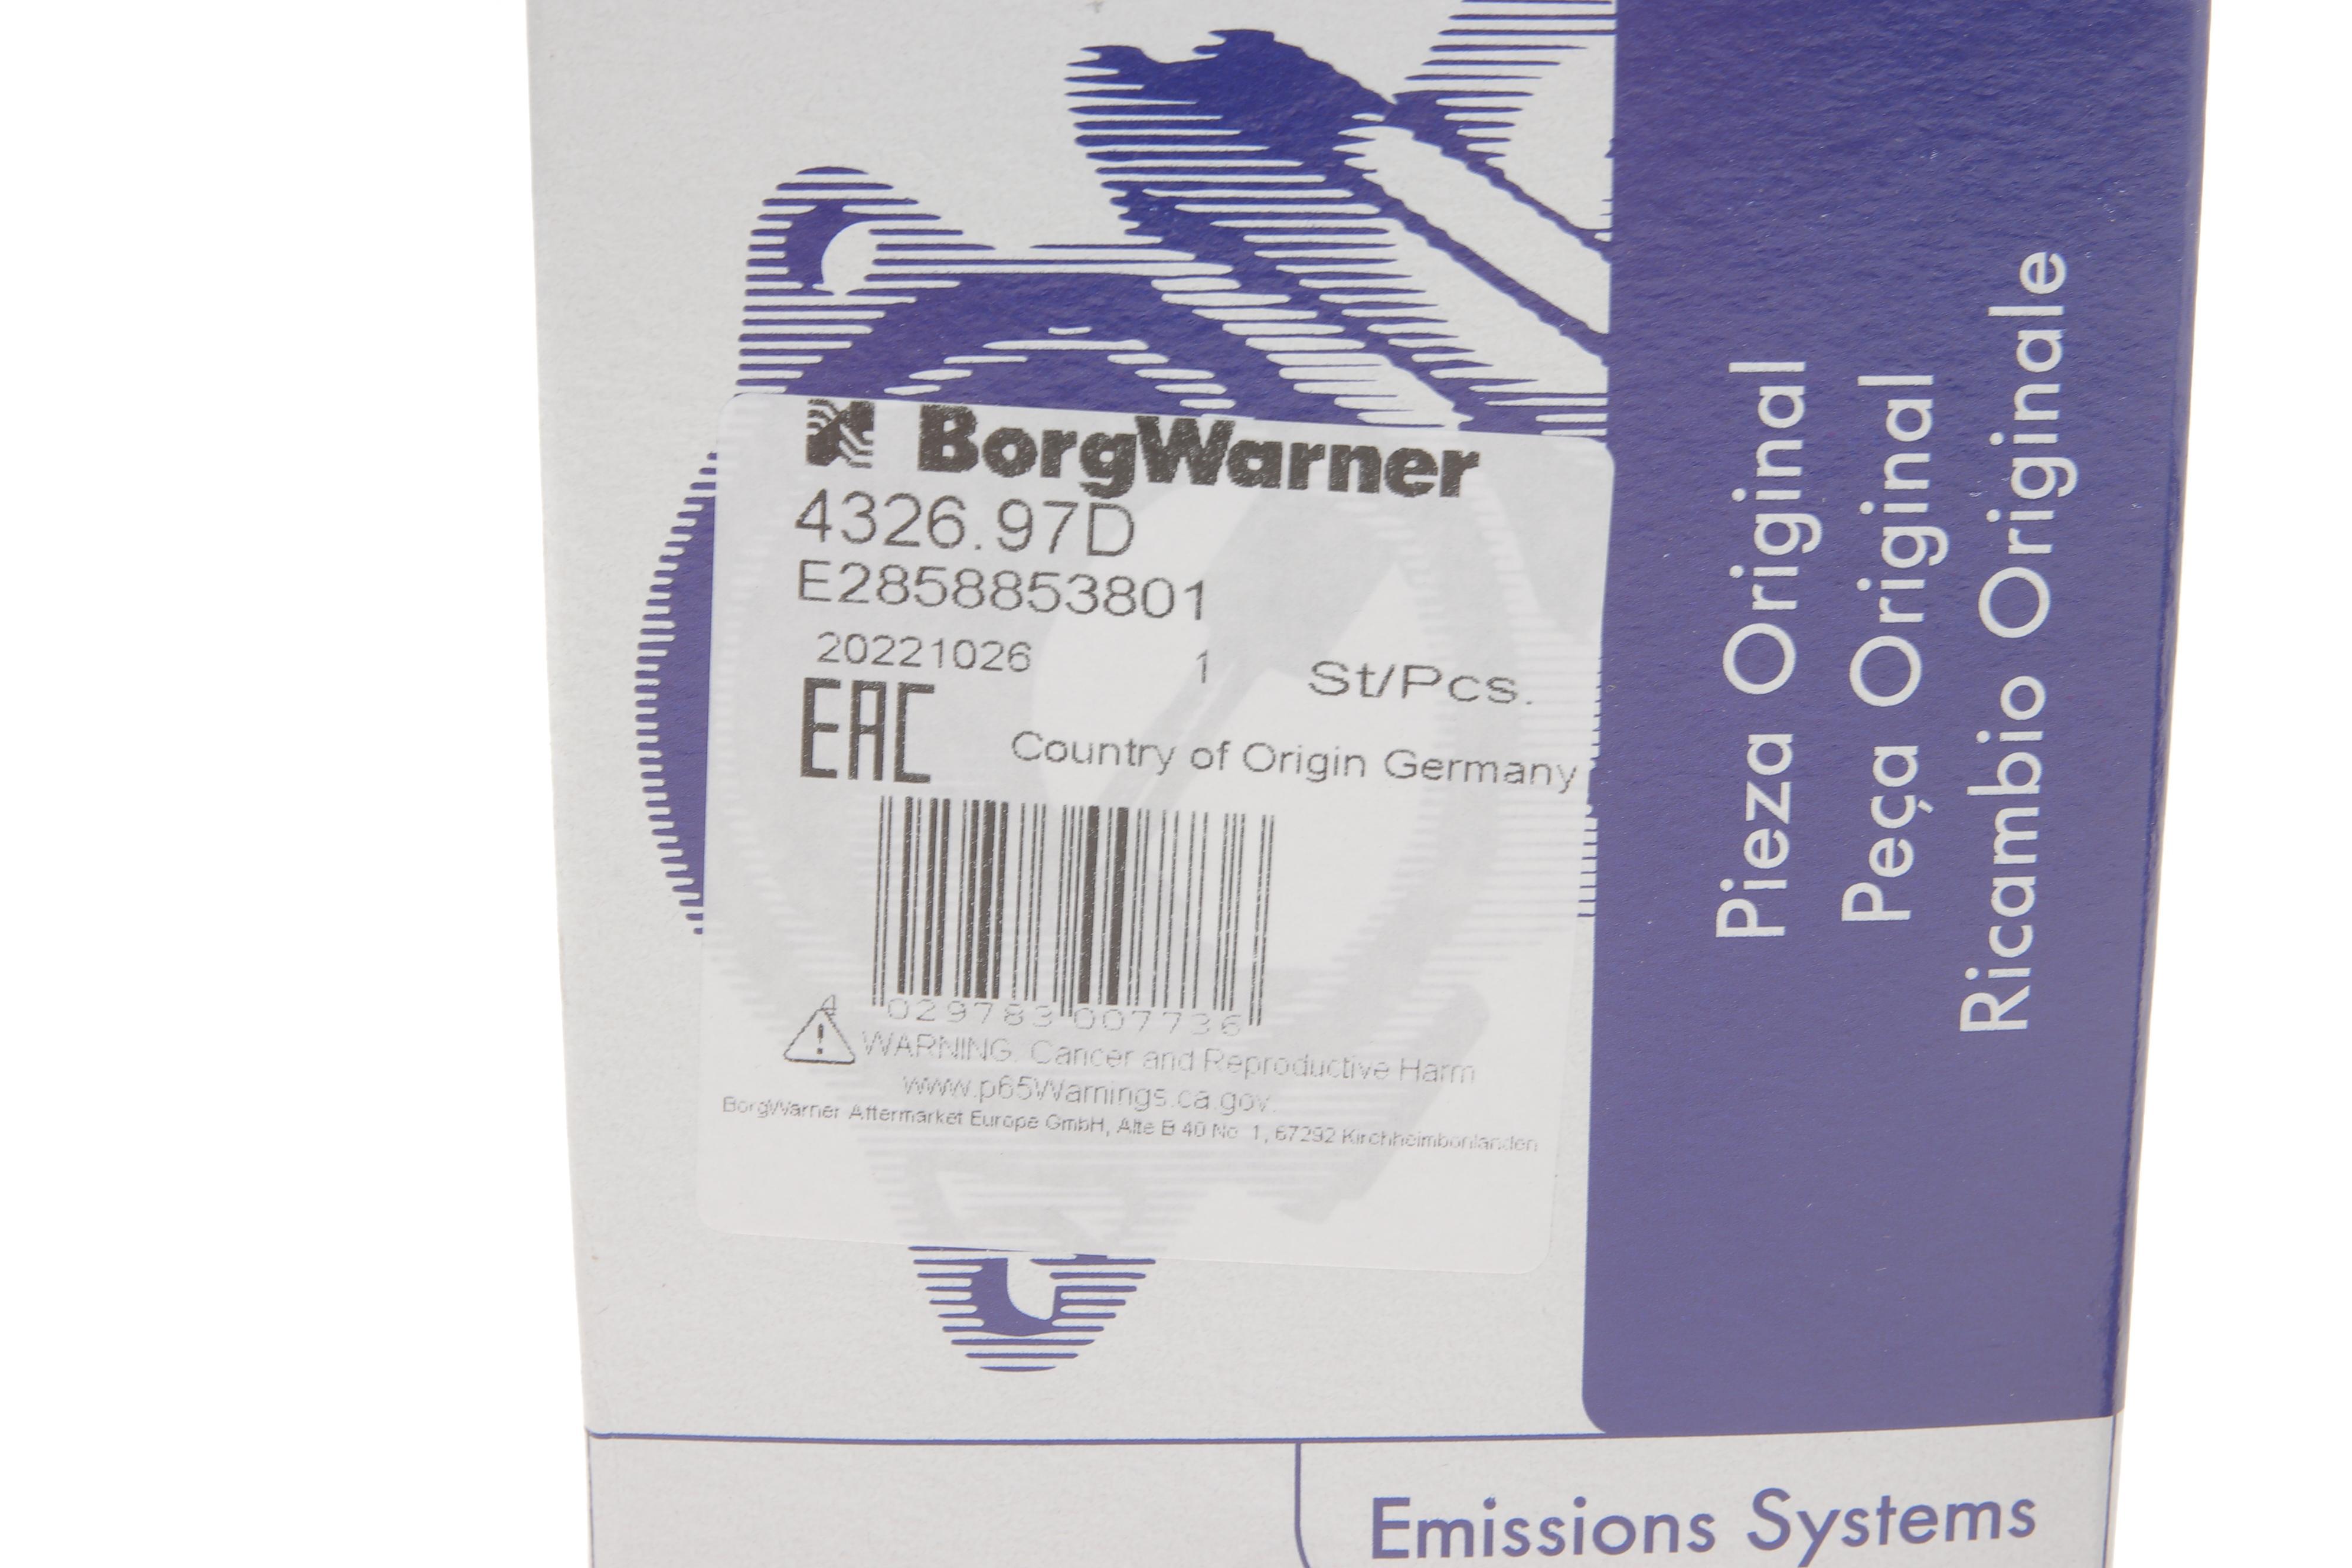 BorgWarner
4326.97D
E2858853801
20221026 1 St/Pcs.
EAC
Country of Origin Germany
4 029783 007736
WARNING: Cancer and Reproductive Harm
www.p65Warnings.ca.gov.
BorgWarner Aftermarket Europe GmbH, Alte B 40 No 1, 67292 Kirchheimbonlanden
Pieza Original
Peça Original
Ricambio Originale
Emissions Systems